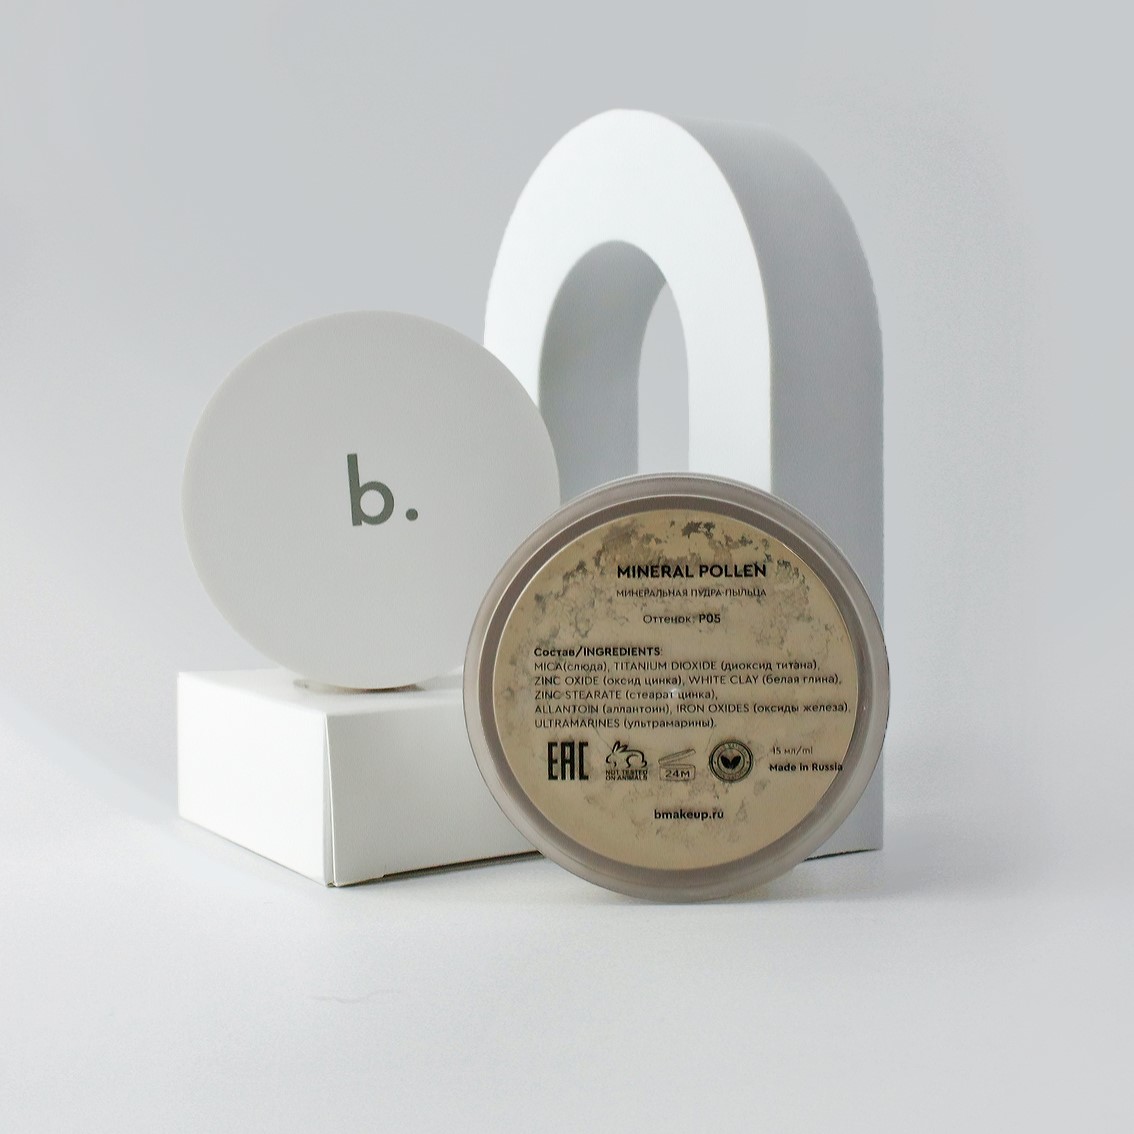 b.
MINERAL POLLEN
МИНЕРАЛЬНАЯ ПУДРА-ПЫЛЬЦА
Оттенок: P05
Состав/INGREDIENTS:
MICA(слюда), TITANIUM DIOXIDE (диоксид титана),
ZINC OXIDE (оксид цинка), WHITE CLAY (белая глина),
ZINC STEARATE (стеарат цинка),
ALLANTOIN (аллантоин), IRON OXIDES (оксиды железа),
ULTRAMARINES (ультрамарины).
EAC
NOT TESTED
ON ANIMALS
24M
15 мл/ml
Made in Russia
bmakeup.ru